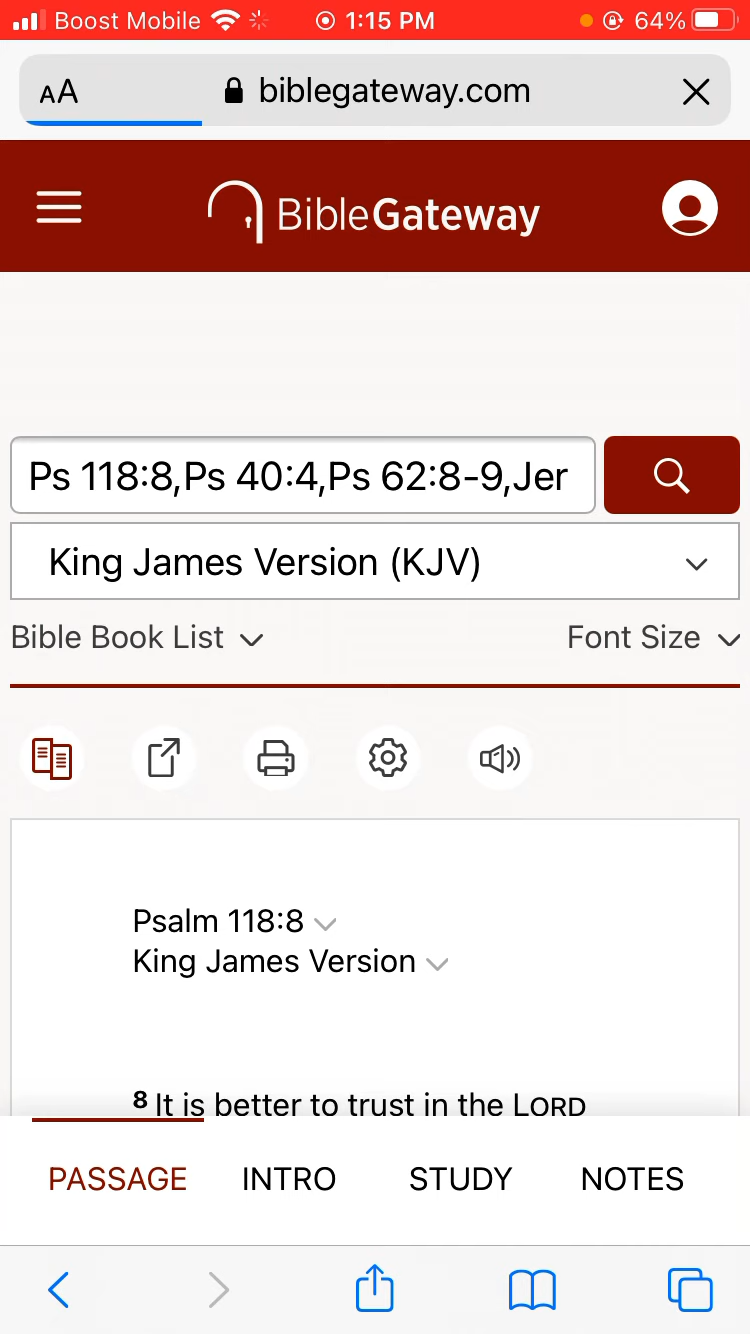 Boost Mobile 1:15 PM 64%
AA biblegateway.com
BibleGateway
Ps 118:8,Ps 40:4,Ps 62:8-9,Jer
King James Version (KJV)
Bible Book List Font Size
Psalm 118:8
King James Version
8 It is better to trust in the LORD
PASSAGE INTRO STUDY NOTES